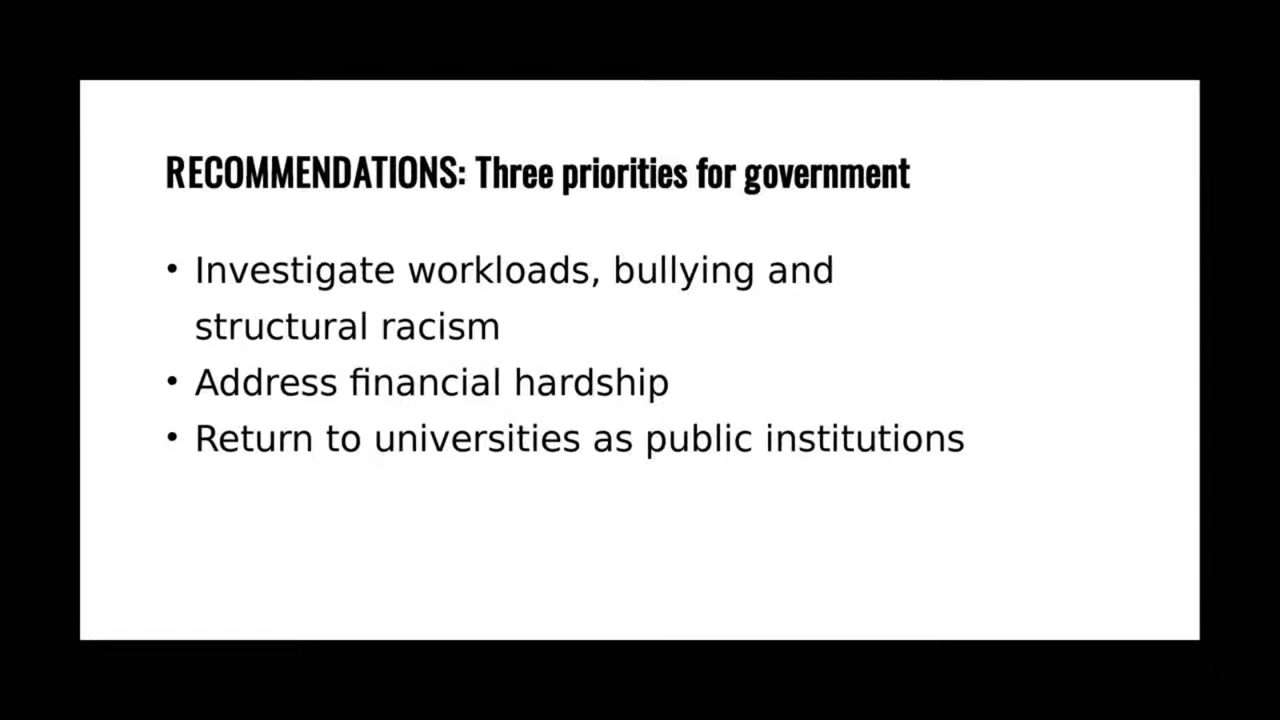 RECOMMENDATIONS: Three priorities for government
• Investigate workloads, bullying and
structural racism
• Address financial hardship
• Return to universities as public institutions